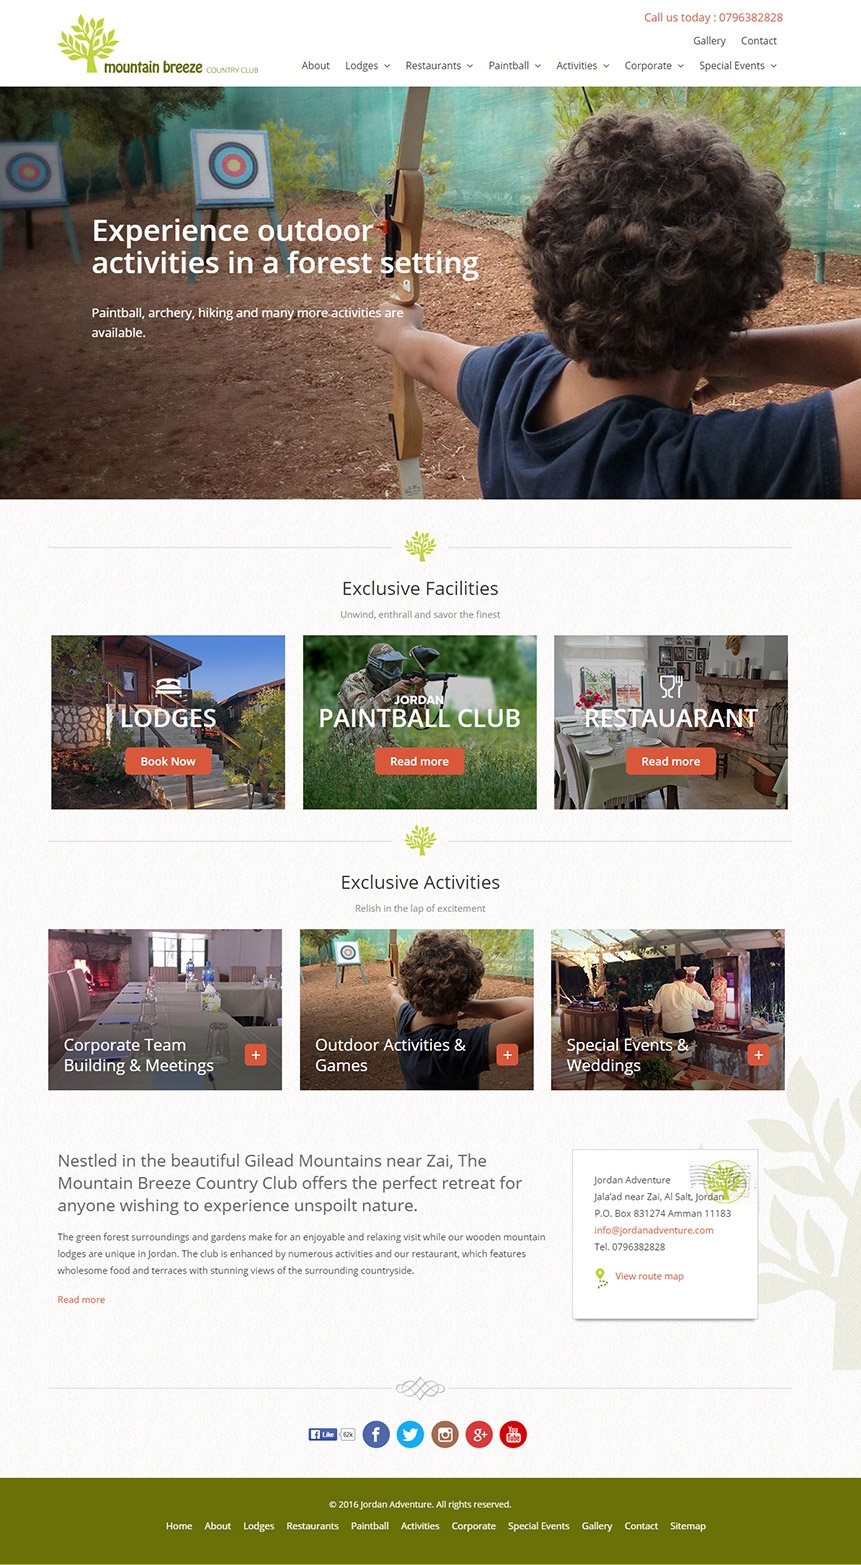 Call us today : 0796382828
Gallery Contact
mountain breeze COUNTRY CLUB
About Lodges Restaurants Paintball Activities Corporate Special Events
Experience outdoor
activities in a forest setting
Paintball, archery, hiking and many more activities are
available.
Exclusive Facilities
Unwind, enthrall and savor the finest
LODGES
Book Now
JORDAN
PAINTBALL CLUB
Read more
RESTAUARANT
Read more
Exclusive Activities
Relish in the lap of excitement
Corporate Team
Building & Meetings
+
Outdoor Activities &
Games
+
Special Events &
Weddings
+
Nestled in the beautiful Gilead Mountains near Zai, The
Mountain Breeze Country Club offers the perfect retreat for
anyone wishing to experience unspoilt nature.
The green forest surroundings and gardens make for an enjoyable and relaxing visit while our wooden mountain
lodges are unique in Jordan. The club is enhanced by numerous activities and our restaurant, which features
wholesome food and terraces with stunning views of the surrounding countryside.
Read more
Jordan Adventure
Jala'ad near Zai, Al Salt, Jordan
P.O. Box 831274 Amman 11183
info@jordanadventure.com
Tel. 0796382828
View route map
f Like 62k f g+ You Tube
© 2016 Jordan Adventure. All rights reserved.
Home About Lodges Restaurants Paintball Activities Corporate Special Events Gallery Contact Sitemap